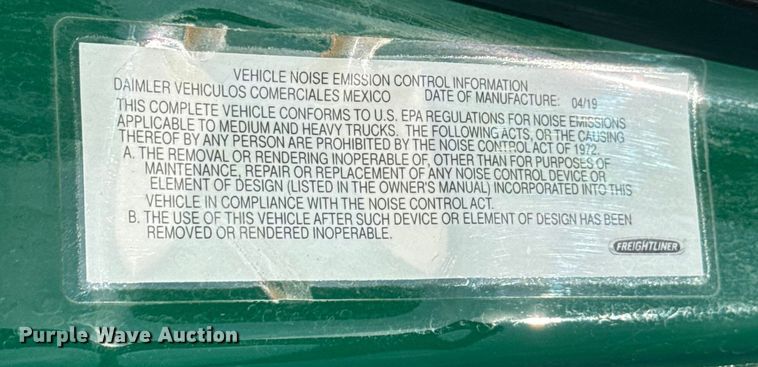 VEHICLE NOISE EMISSION CONTROL INFORMATION
DAIMLER VEHICULOS COMERCIALES MEXICO DATE OF MANUFACTURE: 04/19
THIS COMPLETE VEHICLE CONFORMS TO U.S. EPA REGULATIONS FOR NOISE EMISSIONS
APPLICABLE TO MEDIUM AND HEAVY TRUCKS. THE FOLLOWING ACTS, OR THE CAUSING
THEREOF BY ANY PERSON ARE PROHIBITED BY THE NOISE CONTROL ACT OF 1972.
A. THE REMOVAL OR RENDERING INOPERABLE OF, OTHER THAN FOR PURPOSES OF
MAINTENANCE, REPAIR OR REPLACEMENT OF ANY NOISE CONTROL DEVICE OR
ELEMENT OF DESIGN (LISTED IN THE OWNER'S MANUAL) INCORPORATED INTO THIS
VEHICLE IN COMPLIANCE WITH THE NOISE CONTROL ACT.
B. THE USE OF THIS VEHICLE AFTER SUCH DEVICE OR ELEMENT OF DESIGN HAS BEEN
REMOVED OR RENDERED INOPERABLE.
FREIGHTLINER
Purple Wave Auction